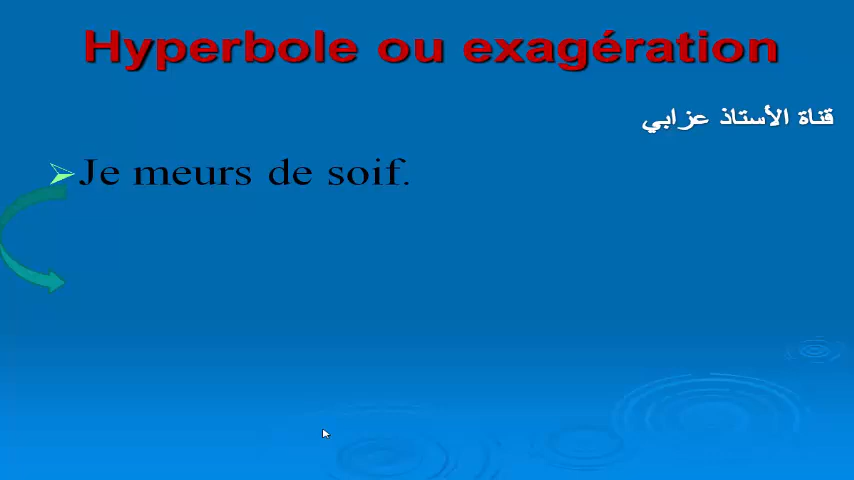 Hyperbole ou exagération
قناة الأستاذ عزابي
Je meurs de soif.